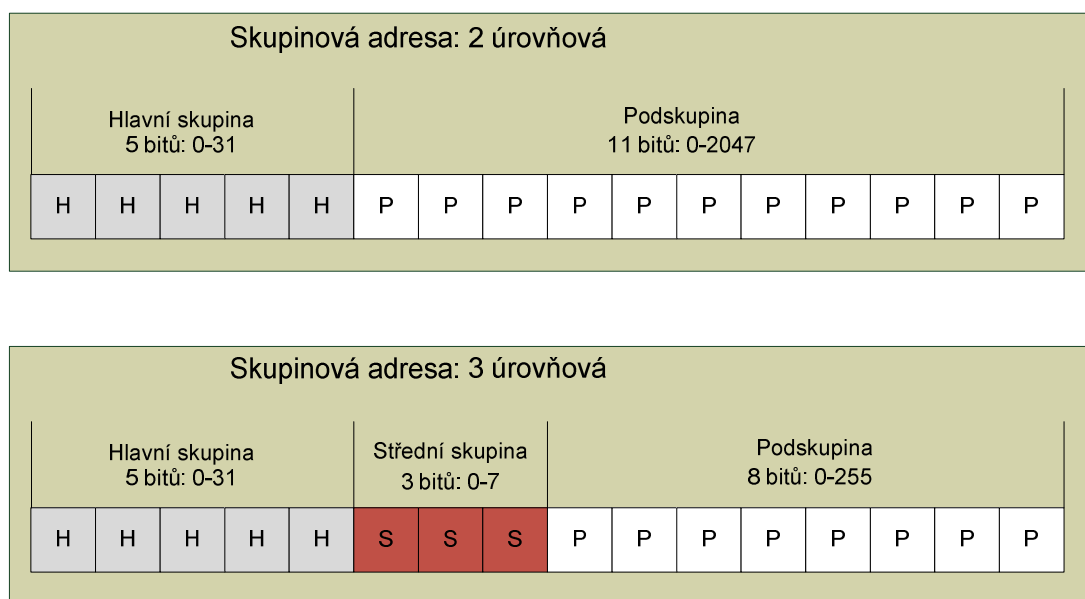 Skupinová adresa: 2 úrovňová
Hlavní skupina
5 bitů: 0-31
Podskupina
11 bitů: 0-2047
H H H H H P P P P P P P P P P P
Skupinová adresa: 3 úrovňová
Hlavní skupina
5 bitů: 0-31
Střední skupina
3 bitů: 0-7
Podskupina
8 bitů: 0-255
H H H H H S S S P P P P P P P P